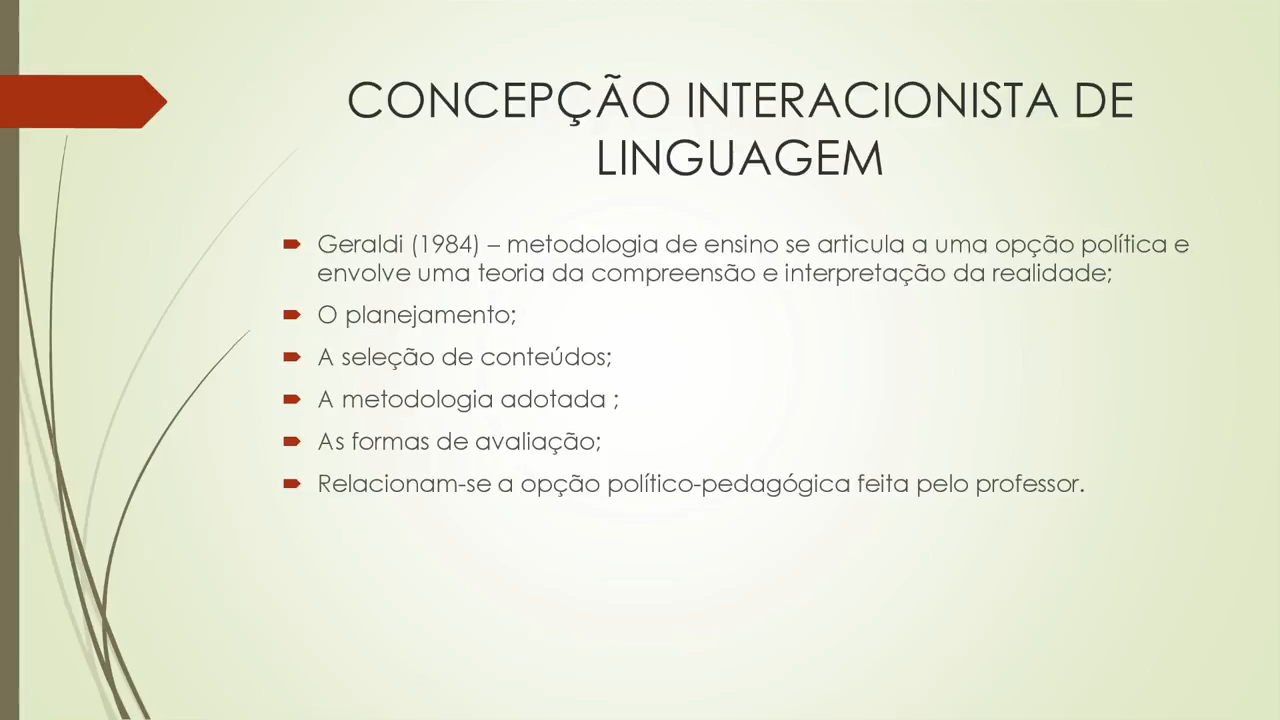 CONCEPÇÃO INTERACIONISTA DE
LINGUAGEM
Geraldi (1984) – metodologia de ensino se articula a uma opção política e
envolve uma teoria da compreensão e interpretação da realidade;
O planejamento;
A seleção de conteúdos;
A metodologia adotada ;
As formas de avaliação;
Relacionam-se a opção político-pedagógica feita pelo professor.